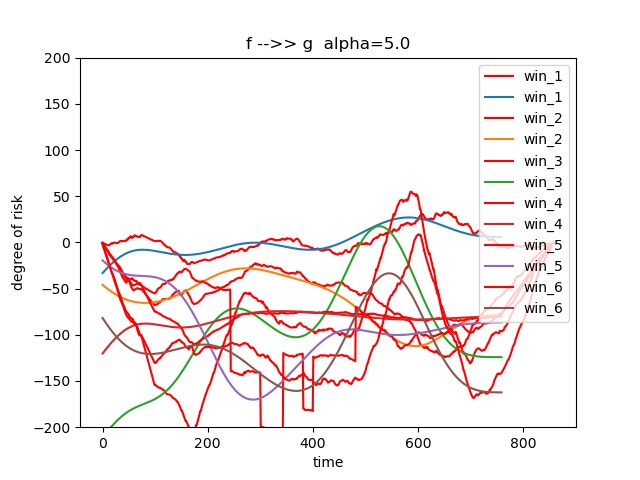 f -->> g  alpha=5.0
degree of risk
200
150
100
50
0
−50
−100
−150
−200
0
200
400
600
800
time
win_1
win_1
win_2
win_2
win_3
win_3
win_4
win_4
win_5
win_5
win_6
win_6